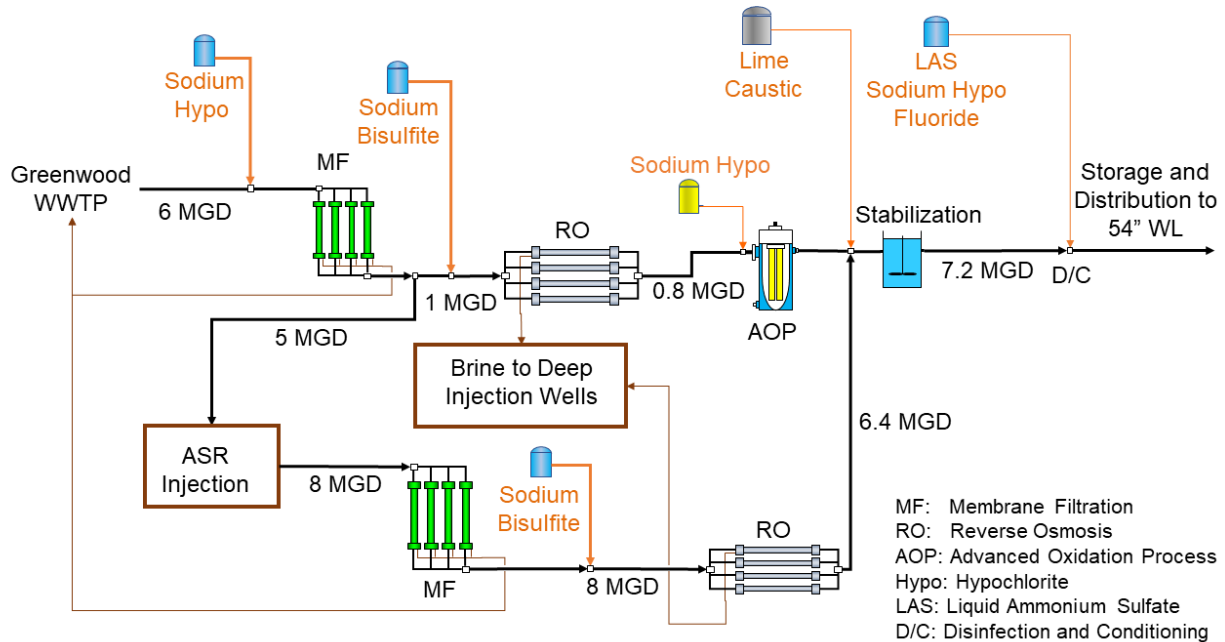 Sodium
Hypo
Sodium
Bisulfite
Lime
Caustic
LAS
Sodium Hypo
Fluoride
Greenwood
WWTP
6 MGD
MF
Sodium Hypo
Stabilization
Storage and
Distribution to
54” WL
RO
1 MGD
0.8 MGD
AOP
7.2 MGD
D/C
5 MGD
Brine to Deep
Injection Wells
6.4 MGD
ASR
Injection
8 MGD
Sodium
Bisulfite
MF
8 MGD
RO
MF: Membrane Filtration
RO: Reverse Osmosis
AOP: Advanced Oxidation Process
Hypo: Hypochlorite
LAS: Liquid Ammonium Sulfate
D/C: Disinfection and Conditioning